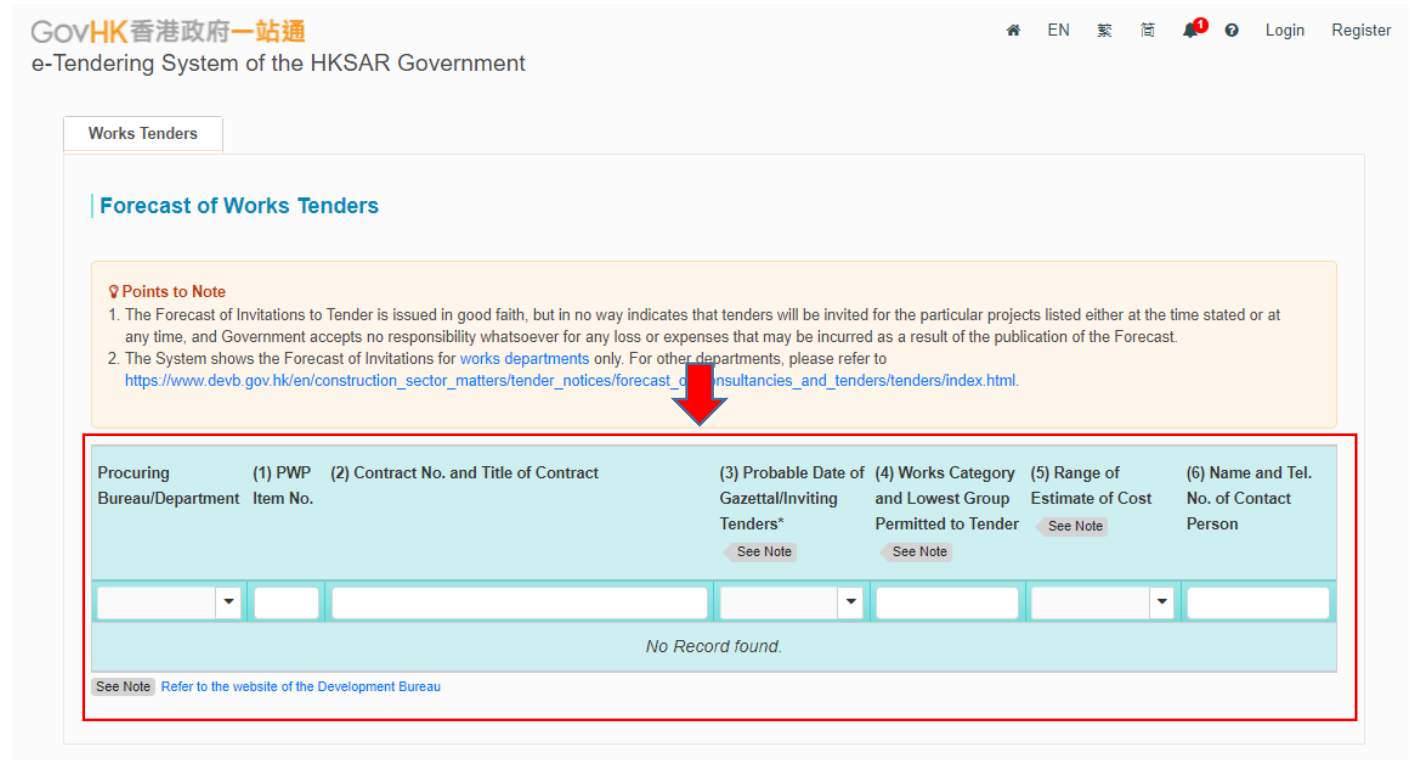 GovHK香港政府一站通
EN 繁 简 1 Login Register
e-Tendering System of the HKSAR Government
Works Tenders
Forecast of Works Tenders
Points to Note
1. The Forecast of Invitations to Tender is issued in good faith, but in no way indicates that tenders will be invited for the particular projects listed either at the time stated or at
any time, and Government accepts no responsibility whatsoever for any loss or expenses that may be incurred as a result of the publication of the Forecast.
2. The System shows the Forecast of Invitations for works departments only. For other departments, please refer to
https://www.devb.gov.hk/en/construction_sector_matters/tender_notices/forecast_ onsultancies_and_tenders/tenders/index.html.
Procuring
Bureau/Department
(1) PWP
Item No.
(2) Contract No. and Title of Contract
(3) Probable Date of
Gazettal/Inviting
Tenders*
See Note
(4) Works Category
and Lowest Group
Permitted to Tender
See Note
(5) Range of
Estimate of Cost
See Note
(6) Name and Tel.
No. of Contact
Person
No Record found.
See Note Refer to the website of the Development Bureau